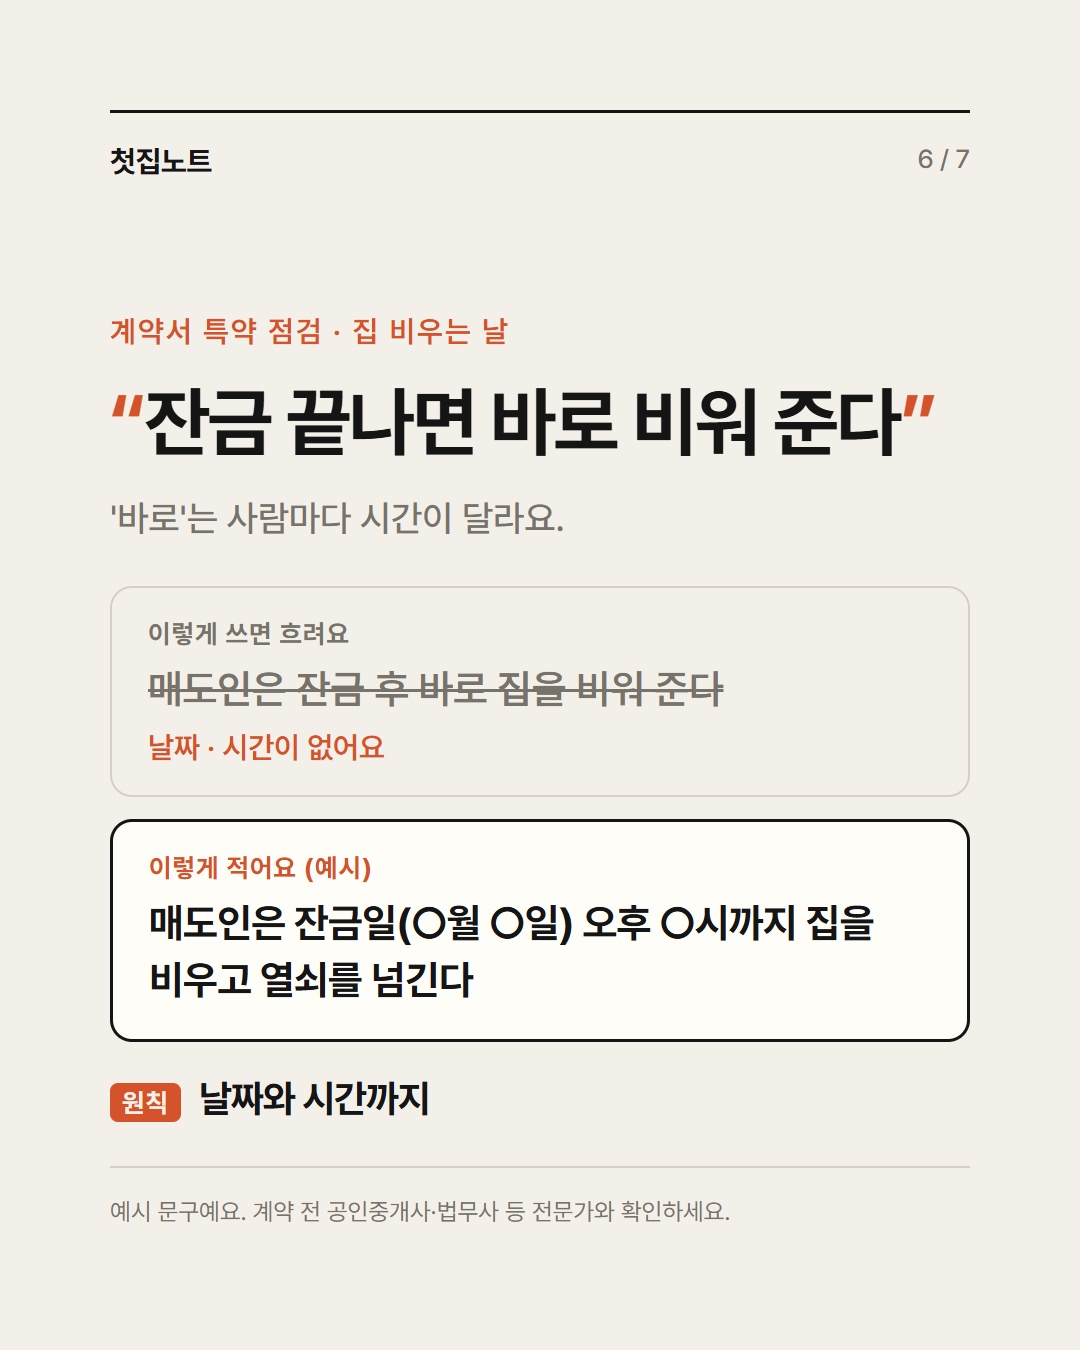 첫집노트
6 / 7
계약서 특약 점검 · 집 비우는 날
"잔금 끝나면 바로 비워 준다"
'바로'는 사람마다 시간이 달라요.
이렇게 쓰면 흐려요
매도인은 잔금 후 바로 집을 비워 준다
날짜 · 시간이 없어요
이렇게 적어요 (예시)
매도인은 잔금일(○월 ○일) 오후 ○시까지 집을
비우고 열쇠를 넘긴다
원칙 날짜와 시간까지
예시 문구예요. 계약 전 공인중개사·법무사 등 전문가와 확인하세요.